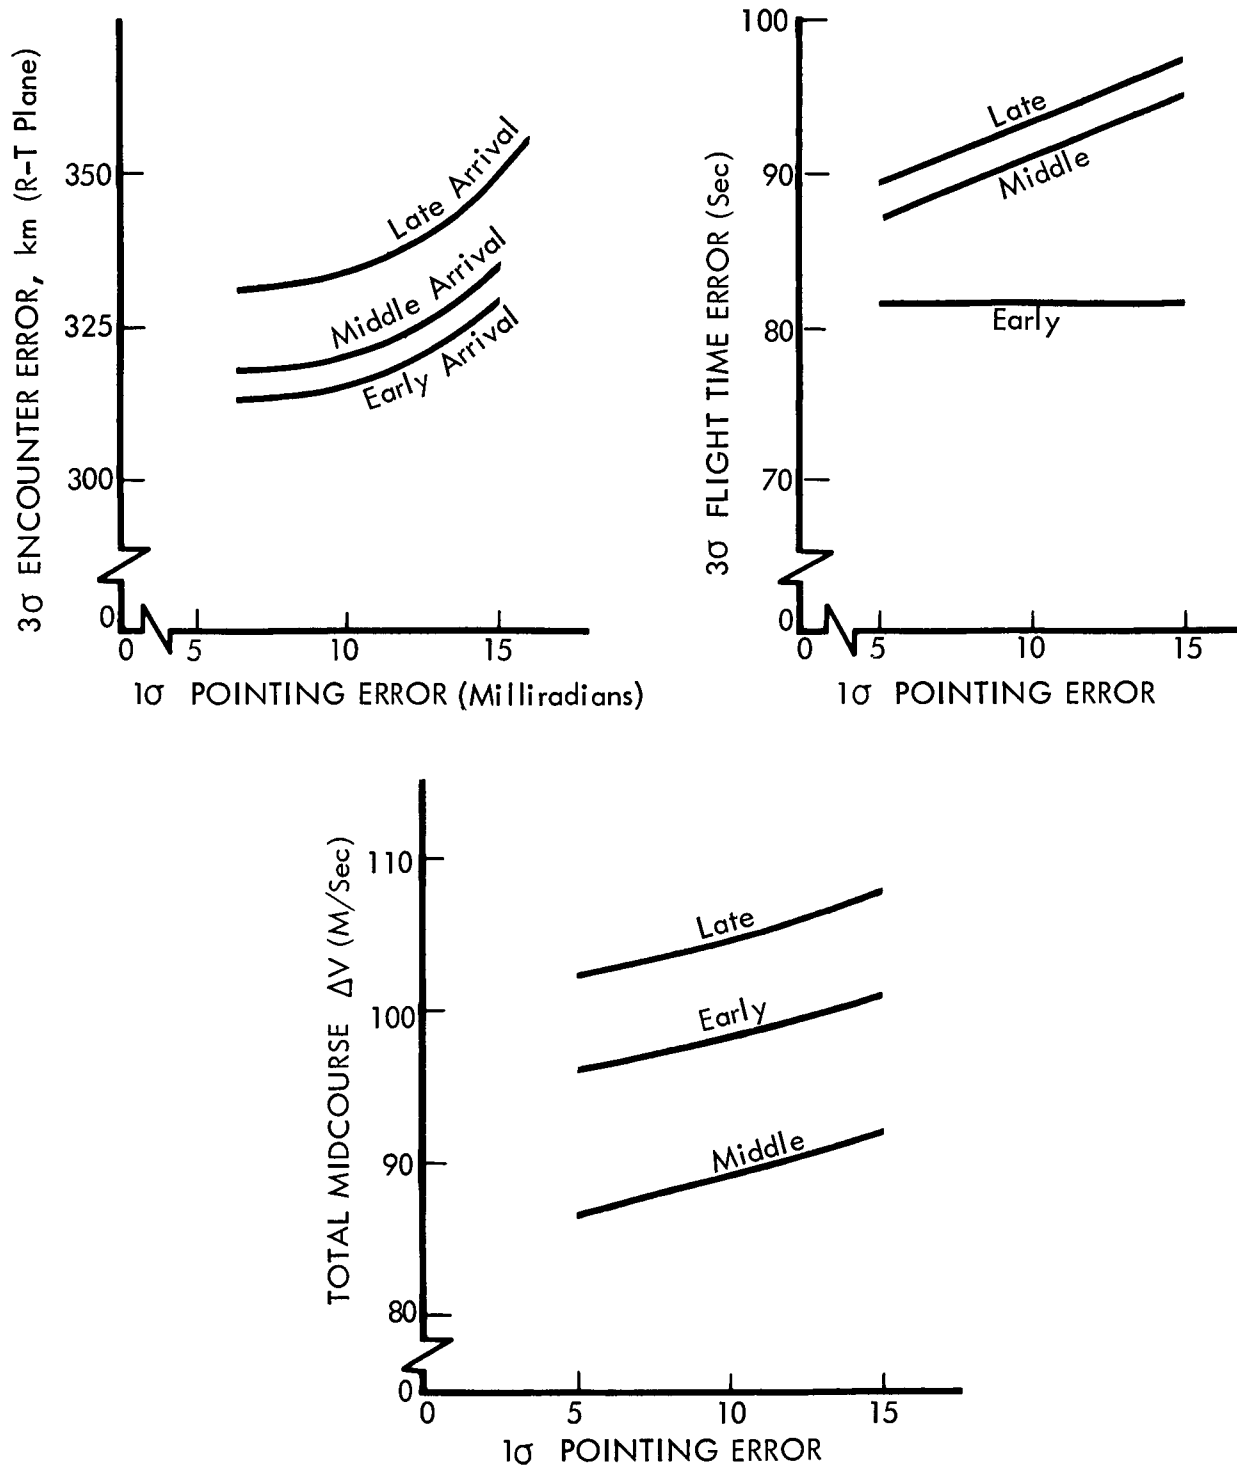 3σ ENCOUNTER ERROR, km (R-T Plane)
350
325
300
0
0
5
10
15
Late Arrival
Middle Arrival
Early Arrival
1σ POINTING ERROR (Milliradians)
3σ FLIGHT TIME ERROR (Sec)
100
90
80
70
0
0
5
10
15
Late
Middle
Early
1σ POINTING ERROR
TOTAL MIDCOURSE ΔV (M/Sec)
110
100
90
80
0
0
5
10
15
Late
Early
Middle
1σ POINTING ERROR